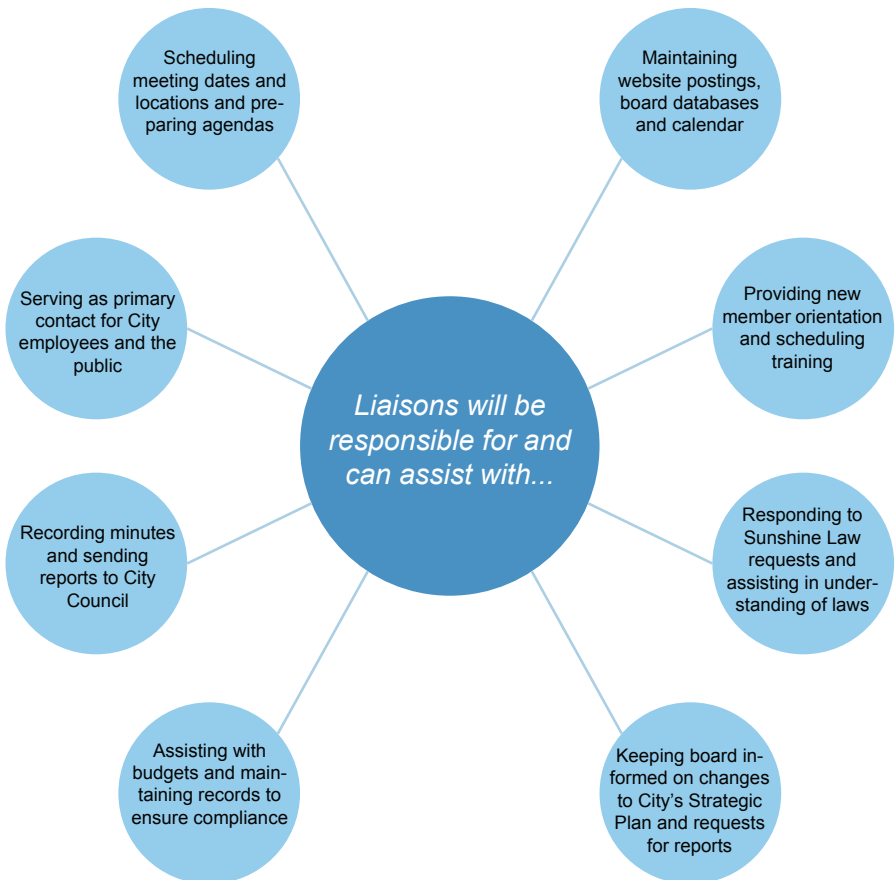 Scheduling
meeting dates and
locations and pre-
paring agendas
Maintaining
website postings,
board databases
and calendar
Serving as primary
contact for City
employees and the
public
Providing new
member orientation
and scheduling
training
Liaisons will be
responsible for and
can assist with...
Recording minutes
and sending
reports to City
Council
Responding to
Sunshine Law
requests and
assisting in under-
standing of laws
Assisting with
budgets and main-
taining records to
ensure compliance
Keeping board in-
formed on changes
to City's Strategic
Plan and requests
for reports